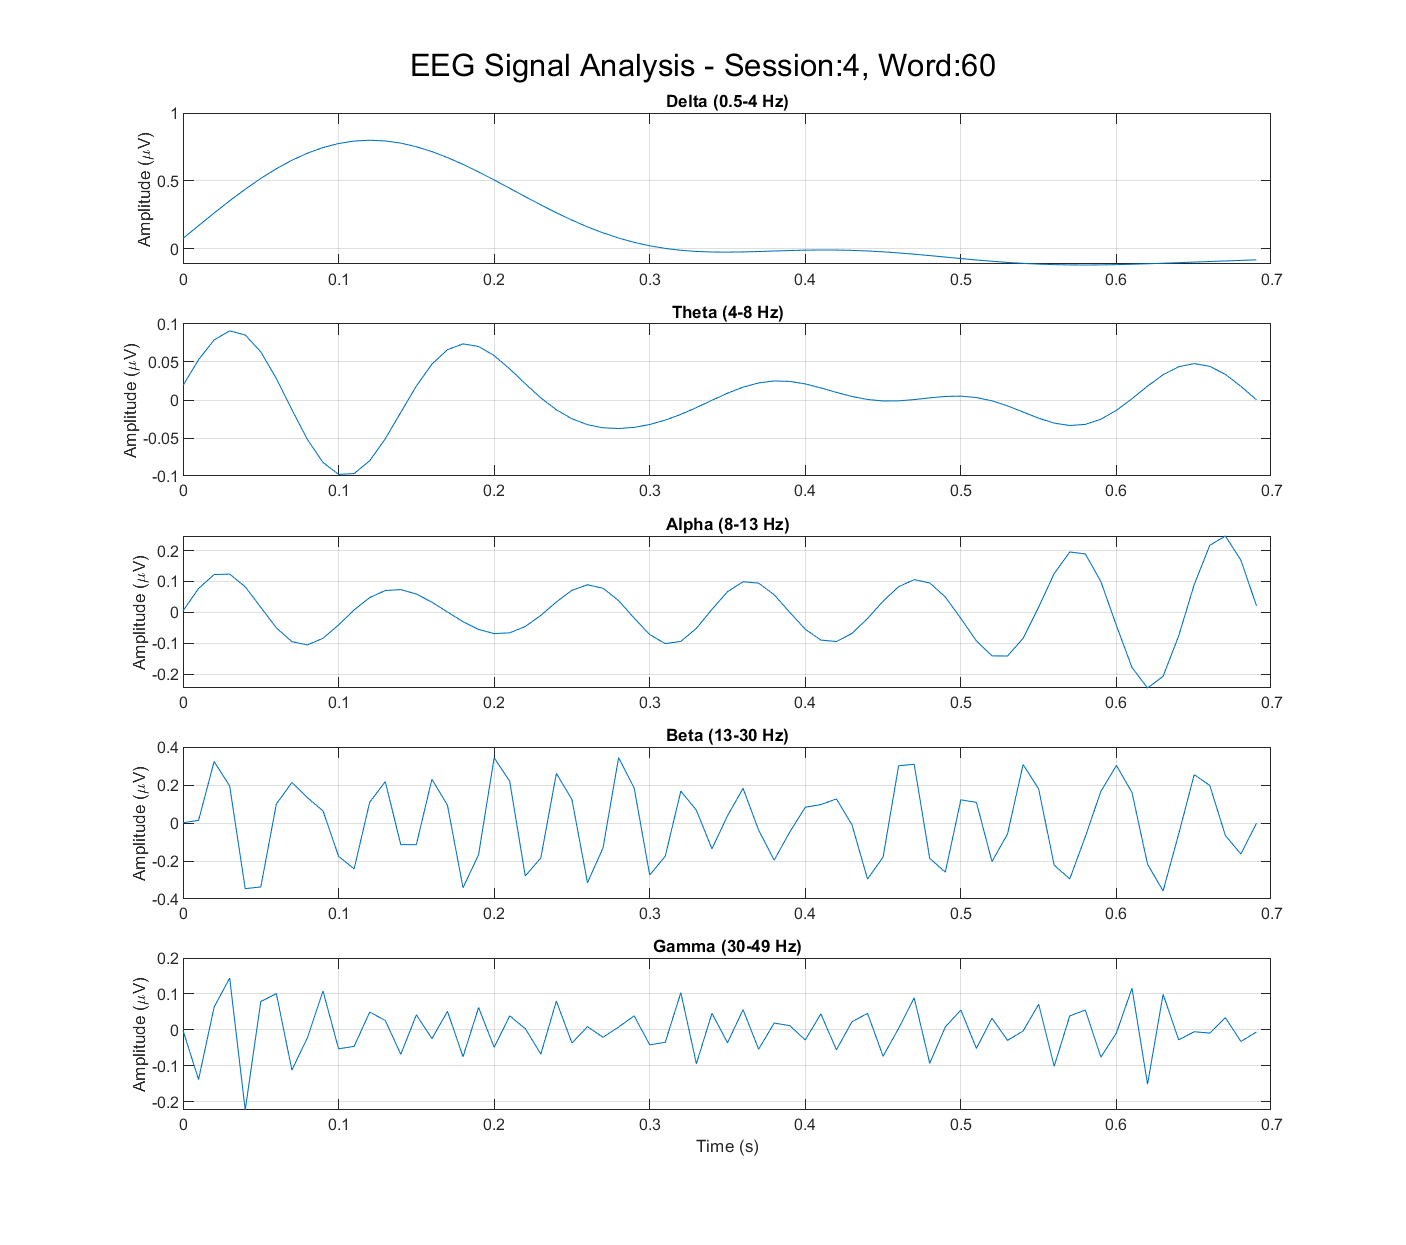 EEG Signal Analysis - Session:4, Word:60
Delta (0.5-4 Hz)
Amplitude (μV)
1
0.5
0
0 0.1 0.2 0.3 0.4 0.5 0.6 0.7
Theta (4-8 Hz)
Amplitude (μV)
0.1
0.05
0
-0.05
-0.1
0 0.1 0.2 0.3 0.4 0.5 0.6 0.7
Alpha (8-13 Hz)
Amplitude (μV)
0.2
0.1
0
-0.1
-0.2
0 0.1 0.2 0.3 0.4 0.5 0.6 0.7
Beta (13-30 Hz)
Amplitude (μV)
0.4
0.2
0
-0.2
-0.4
0 0.1 0.2 0.3 0.4 0.5 0.6 0.7
Gamma (30-49 Hz)
Amplitude (μV)
0.2
0.1
0
-0.1
-0.2
0 0.1 0.2 0.3 0.4 0.5 0.6 0.7
Time (s)